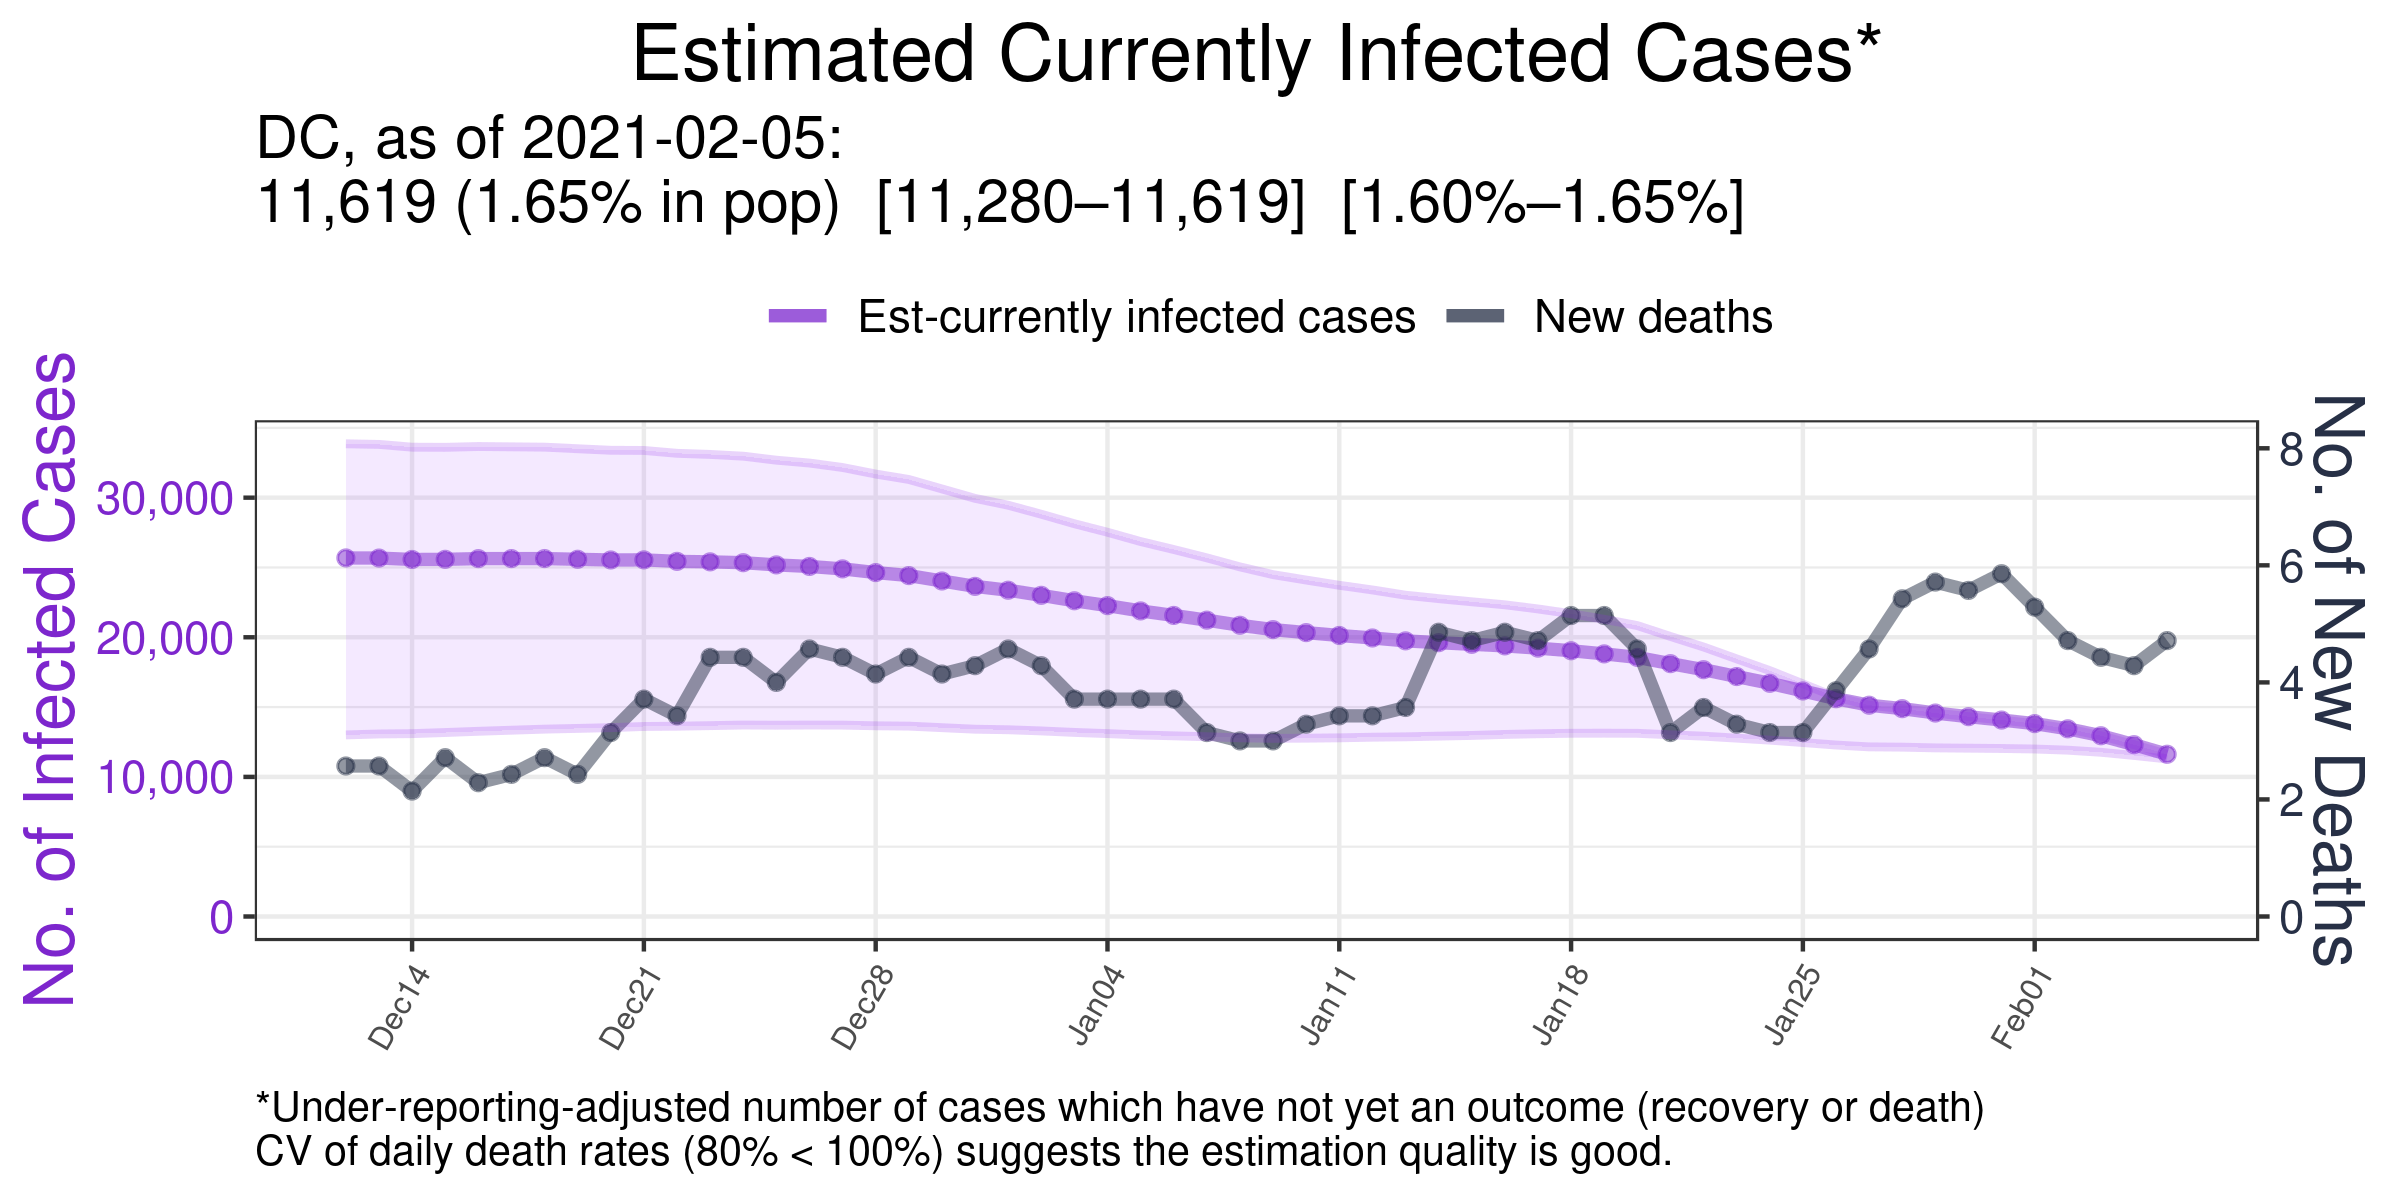 Estimated Currently Infected Cases*
DC, as of 2021-02-05:
11,619 (1.65% in pop)  [11,280–11,619]  [1.60%–1.65%]
Est-currently infected cases
New deaths
No. of Infected Cases
30,000
20,000
10,000
0
No. of New Deaths
8
6
4
2
0
Dec14
Dec21
Dec28
Jan04
Jan11
Jan18
Jan25
Feb01
*Under-reporting-adjusted number of cases which have not yet an outcome (recovery or death)
CV of daily death rates (80% < 100%) suggests the estimation quality is good.